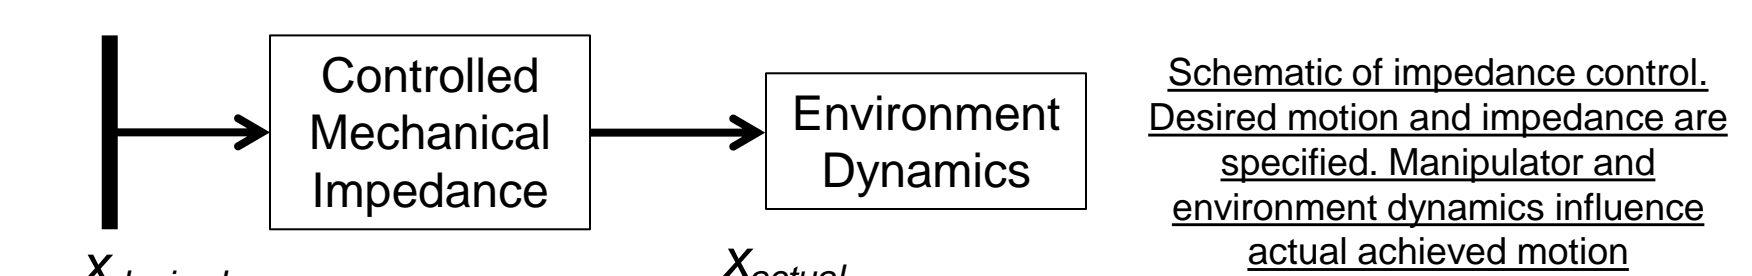 Controlled
Mechanical
Impedance
Environment
Dynamics
Schematic of impedance control.
Desired motion and impedance are
specified. Manipulator and
environment dynamics influence
actual achieved motion
x
xactual